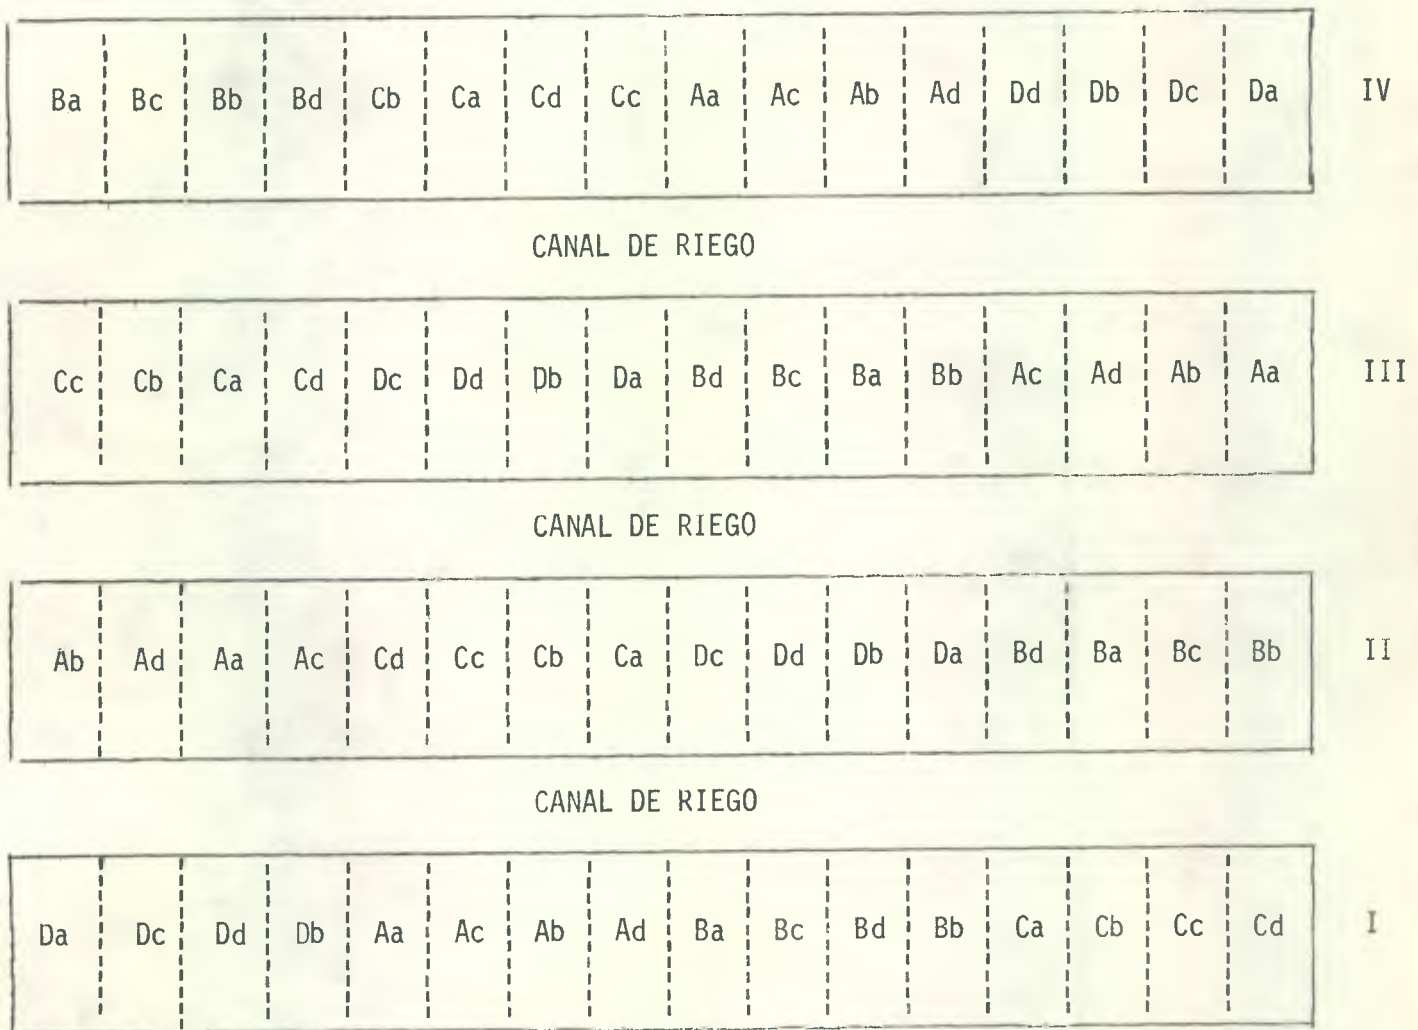 Ba Bc Bb Bd Cb Ca Cd Cc Aa Ac Ab Ad Dd Db Dc Da IV
CANAL DE RIEGO
Cc Cb Ca Cd Dc Dd Db Da Bd Bc Ba Bb Ac Ad Ab Aa III
CANAL DE RIEGO
Ab Ad Aa Ac Cd Cc Cb Ca Dc Dd Db Da Bd Ba Bc Bb II
CANAL DE RIEGO
Da Dc Dd Db Aa Ac Ab Ad Ba Bc Bd Bb Ca Cb Cc Cd I